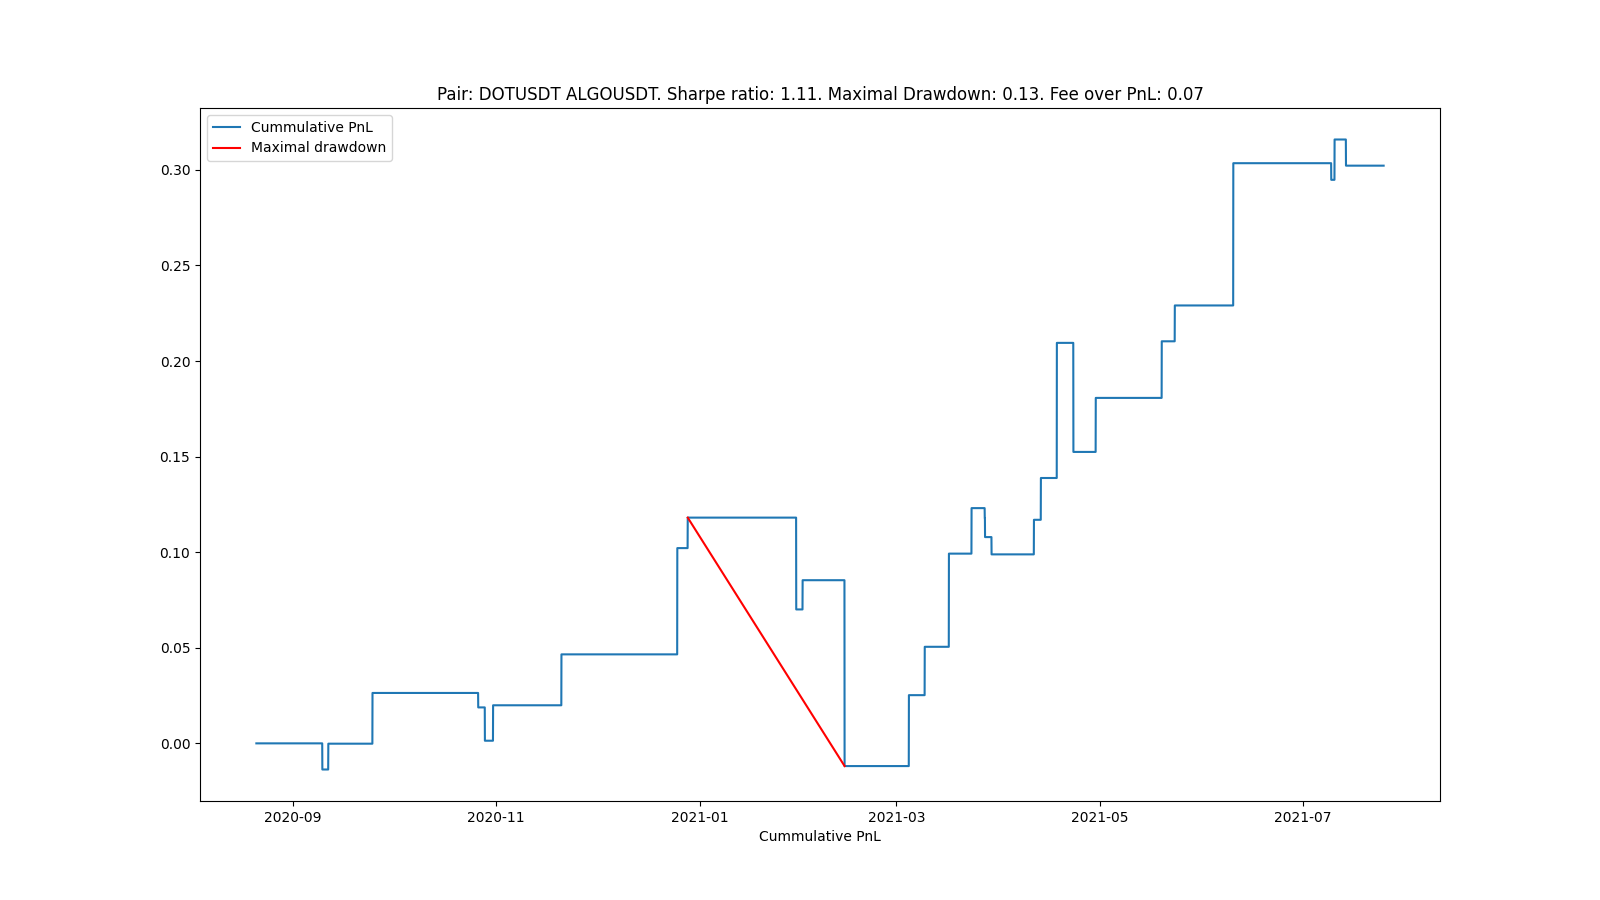 Pair: DOTUSDT ALGOUSDT. Sharpe ratio: 1.11. Maximal Drawdown: 0.13. Fee over PnL: 0.07
Cummulative PnL
Maximal drawdown
0.30
0.25
0.20
0.15
0.10
0.05
0.00
2020-09 2020-11 2021-01 2021-03 2021-05 2021-07
Cummulative PnL